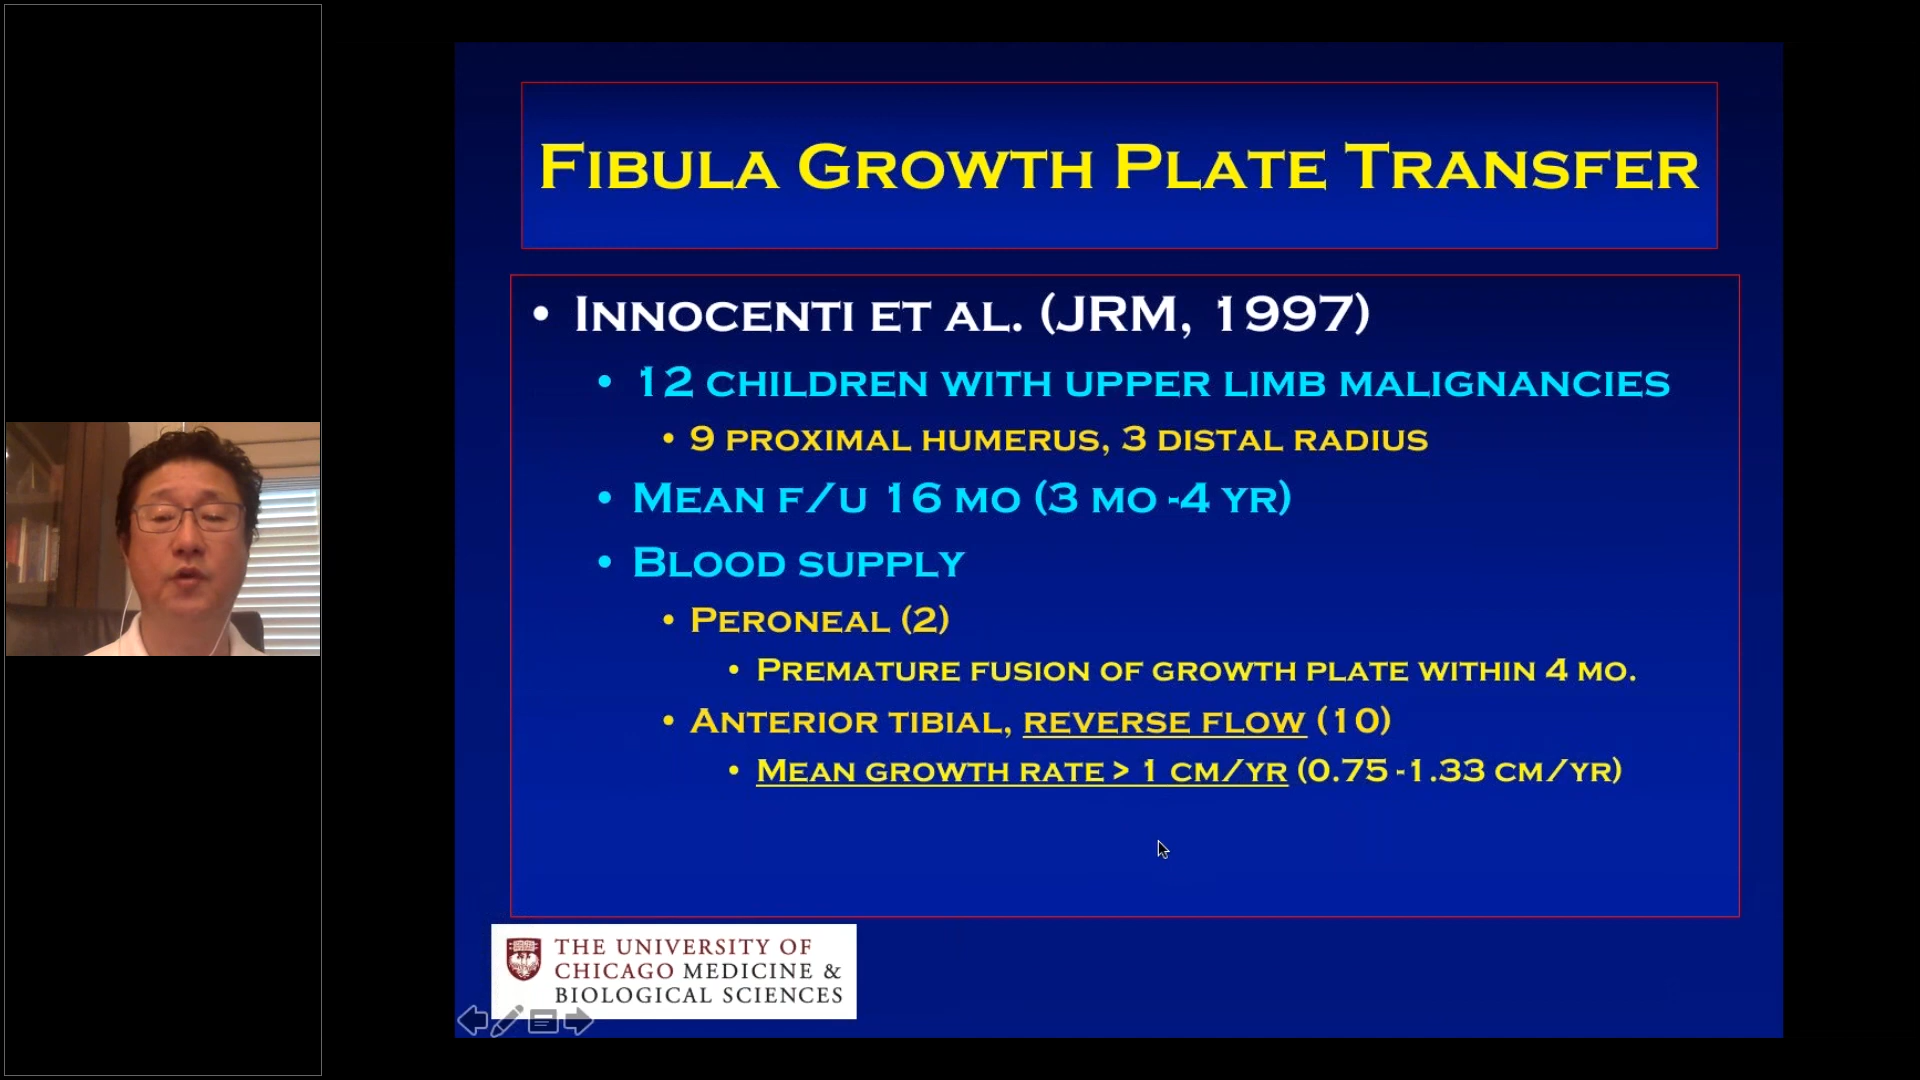 FIBULA GROWTH PLATE TRANSFER
• INNOCENTI ET AL. (JRM, 1997)
• 12 CHILDREN WITH UPPER LIMB MALIGNANCIES
• 9 PROXIMAL HUMERUS, 3 DISTAL RADIUS
• MEAN F/U 16 MO (3 MO -4 YR)
• BLOOD SUPPLY
• PERONEAL (2)
• PREMATURE FUSION OF GROWTH PLATE WITHIN 4 MO.
• ANTERIOR TIBIAL, REVERSE FLOW (10)
• MEAN GROWTH RATE > 1 CM/YR (0.75 -1.33 CM/YR)
THE UNIVERSITY OF
CHICAGO MEDICINE &
BIOLOGICAL SCIENCES